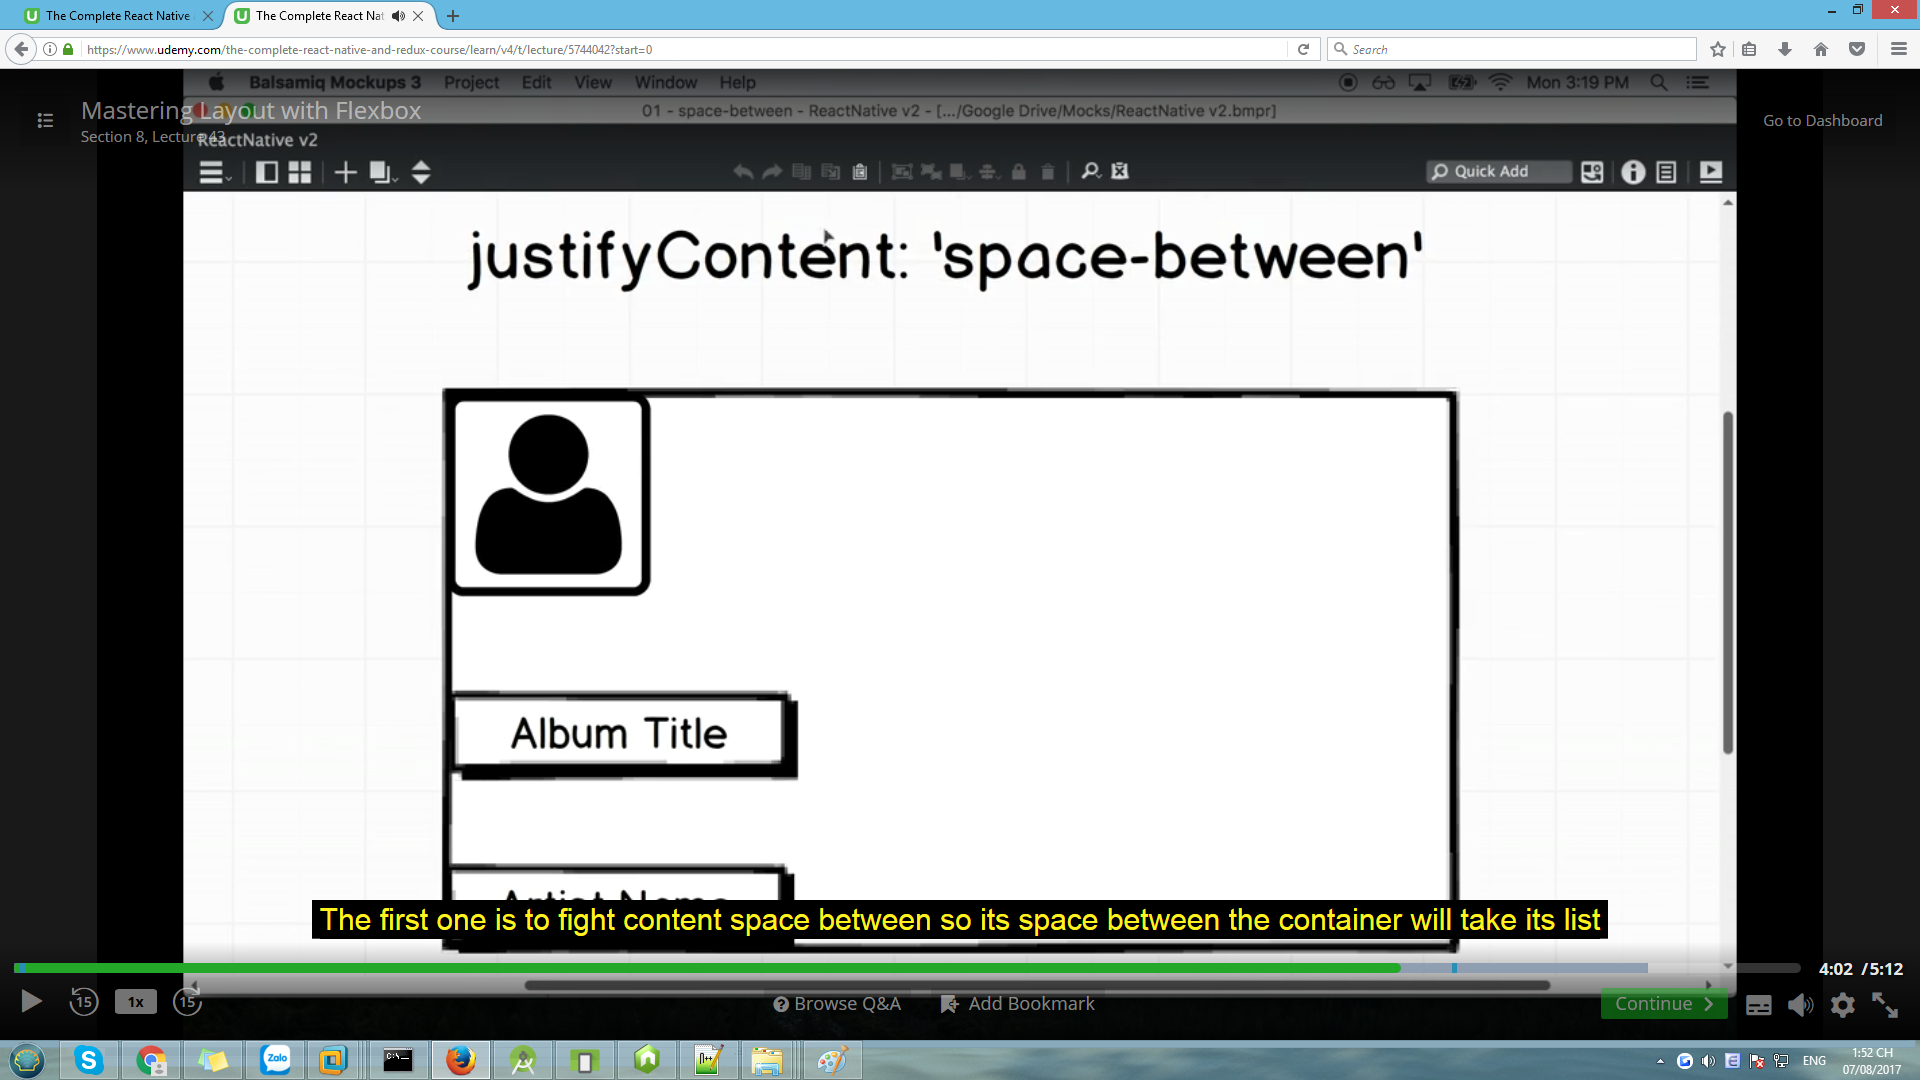 The Complete React Native
The Complete React Nat
https://www.udemy.com/the-complete-react-native-and-redux-course/learn/v4/t/lecture/5744042?start=0
Search
Balsamiq Mockups 3 Project Edit View Window Help
Mon 3:19 PM
Mastering Layout with Flexbox
01 - space-between - ReactNative v2 - [.../Google Drive/Mocks/ReactNative v2.bmpr]
Go to Dashboard
Section 8, Lecture 43
ReactNative v2
Quick Add
justifyContent: 'space-between'
Album Title
Artist Name
The first one is to fight content space between so its space between the container will take its list
4:02 / 5:12
15
1x
15
Browse Q&A
Add Bookmark
Continue
Zalo
C:\
n++
ENG
1:52 CH
07/08/2017